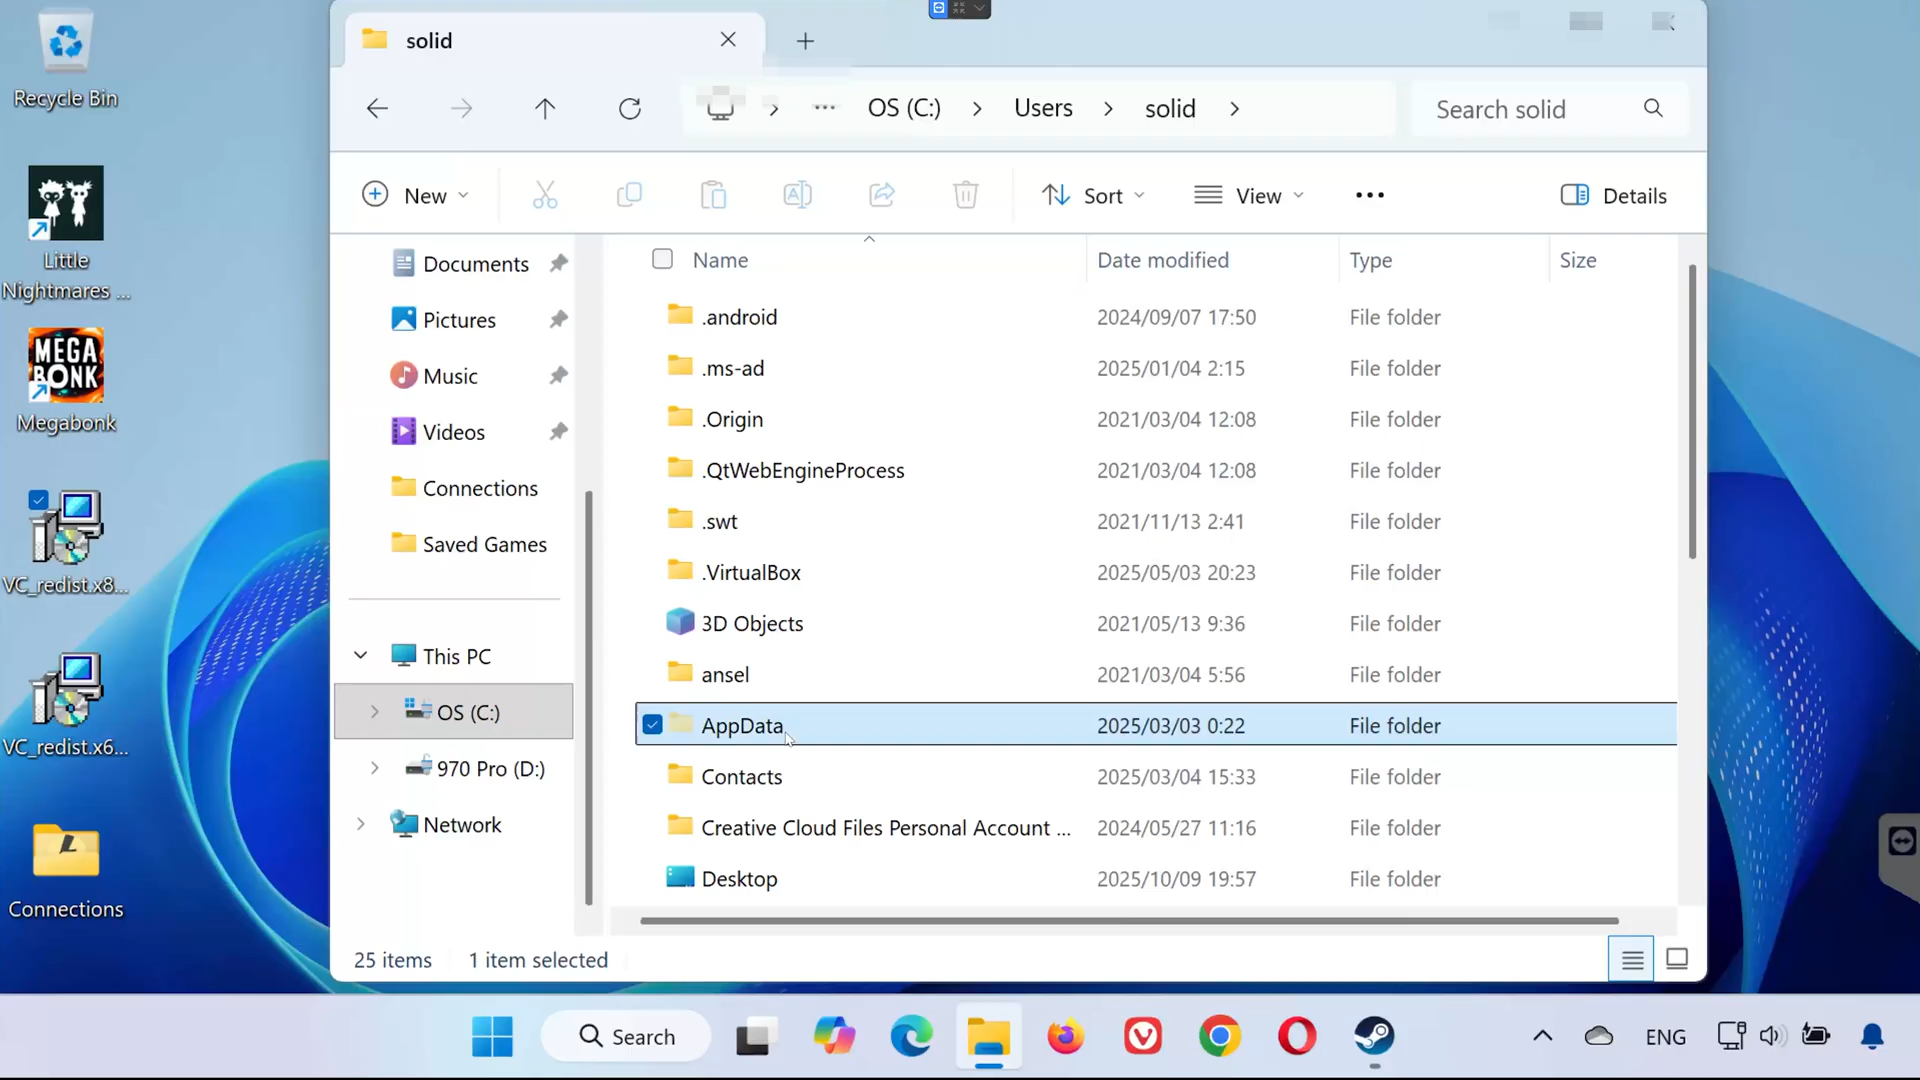 Recycle Bin
Little
Nightmares ...
MEGA
BONK
Megabonk
VC_redist.x8...
VC_redist.x6...
Connections
solid
OS (C:)
Users
solid
Search solid
New
Sort
View
Details
Documents
Pictures
Music
Videos
Connections
Saved Games
This PC
OS (C:)
970 Pro (D:)
Network
Name Date modified Type Size
.android 2024/09/07 17:50 File folder
.ms-ad 2025/01/04 2:15 File folder
.Origin 2021/03/04 12:08 File folder
.QtWebEngineProcess 2021/03/04 12:08 File folder
.swt 2021/11/13 2:41 File folder
.VirtualBox 2025/05/03 20:23 File folder
3D Objects 2021/05/13 9:36 File folder
ansel 2021/03/04 5:56 File folder
AppData 2025/03/03 0:22 File folder
Contacts 2025/03/04 15:33 File folder
Creative Cloud Files Personal Account ... 2024/05/27 11:16 File folder
Desktop 2025/10/09 19:57 File folder
25 items 1 item selected
Search
ENG